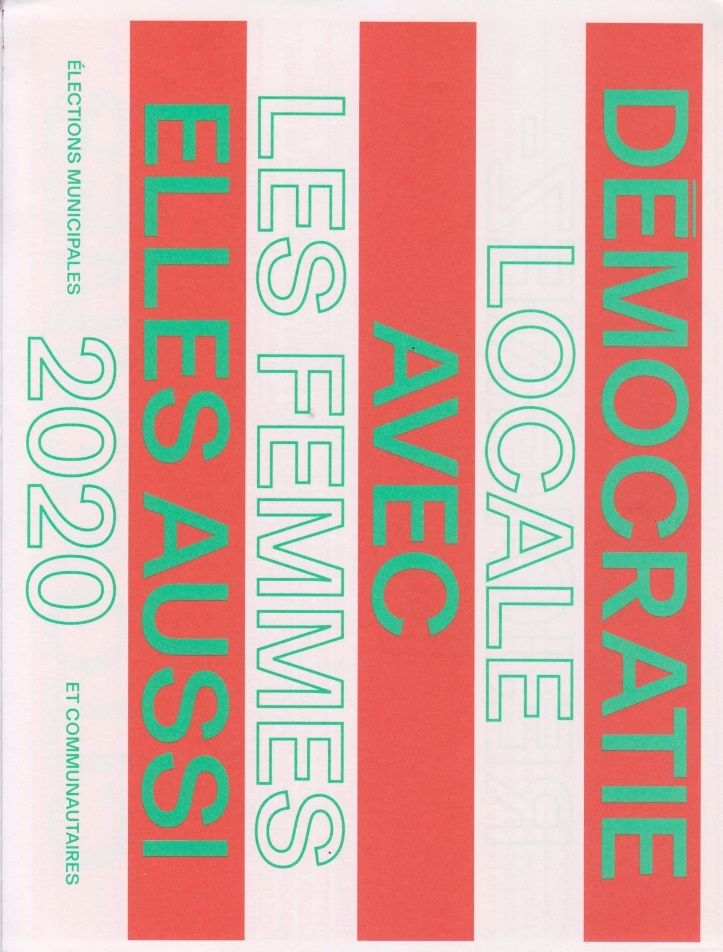 DÉMOCRATIE
LOCALE
AVEC
LES FEMMES
ELLES AUSSI
ÉLECTIONS MUNICIPALES 2020 ET COMMUNAUTAIRES